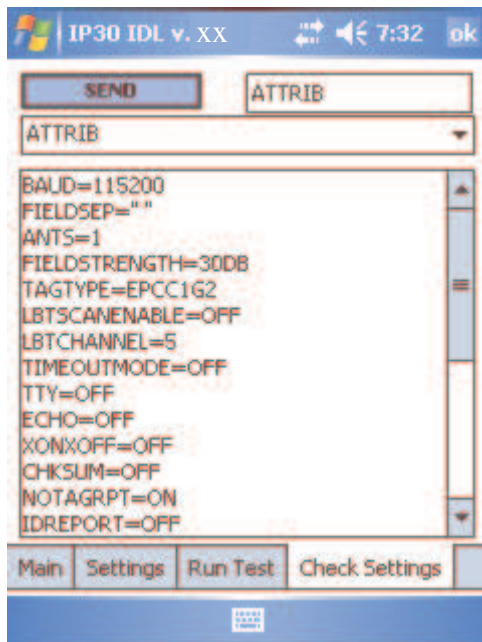 IP30 IDL v. XX 7:32 ok
SEND ATTRIB
ATTRIB
BAUD=115200
FIELDSEP=" "
ANTS=1
FIELDSTRENGTH=30DB
TAGTYPE=EPCC1G2
LBTSCANENABLE=OFF
LBTCHANNEL=5
TIMEOUTMODE=OFF
TTY=OFF
ECHO=OFF
XONXOFF=OFF
CHKSUM=OFF
NOTAGRPT=ON
IDREPORT=OFF
Main Settings Run Test Check Settings